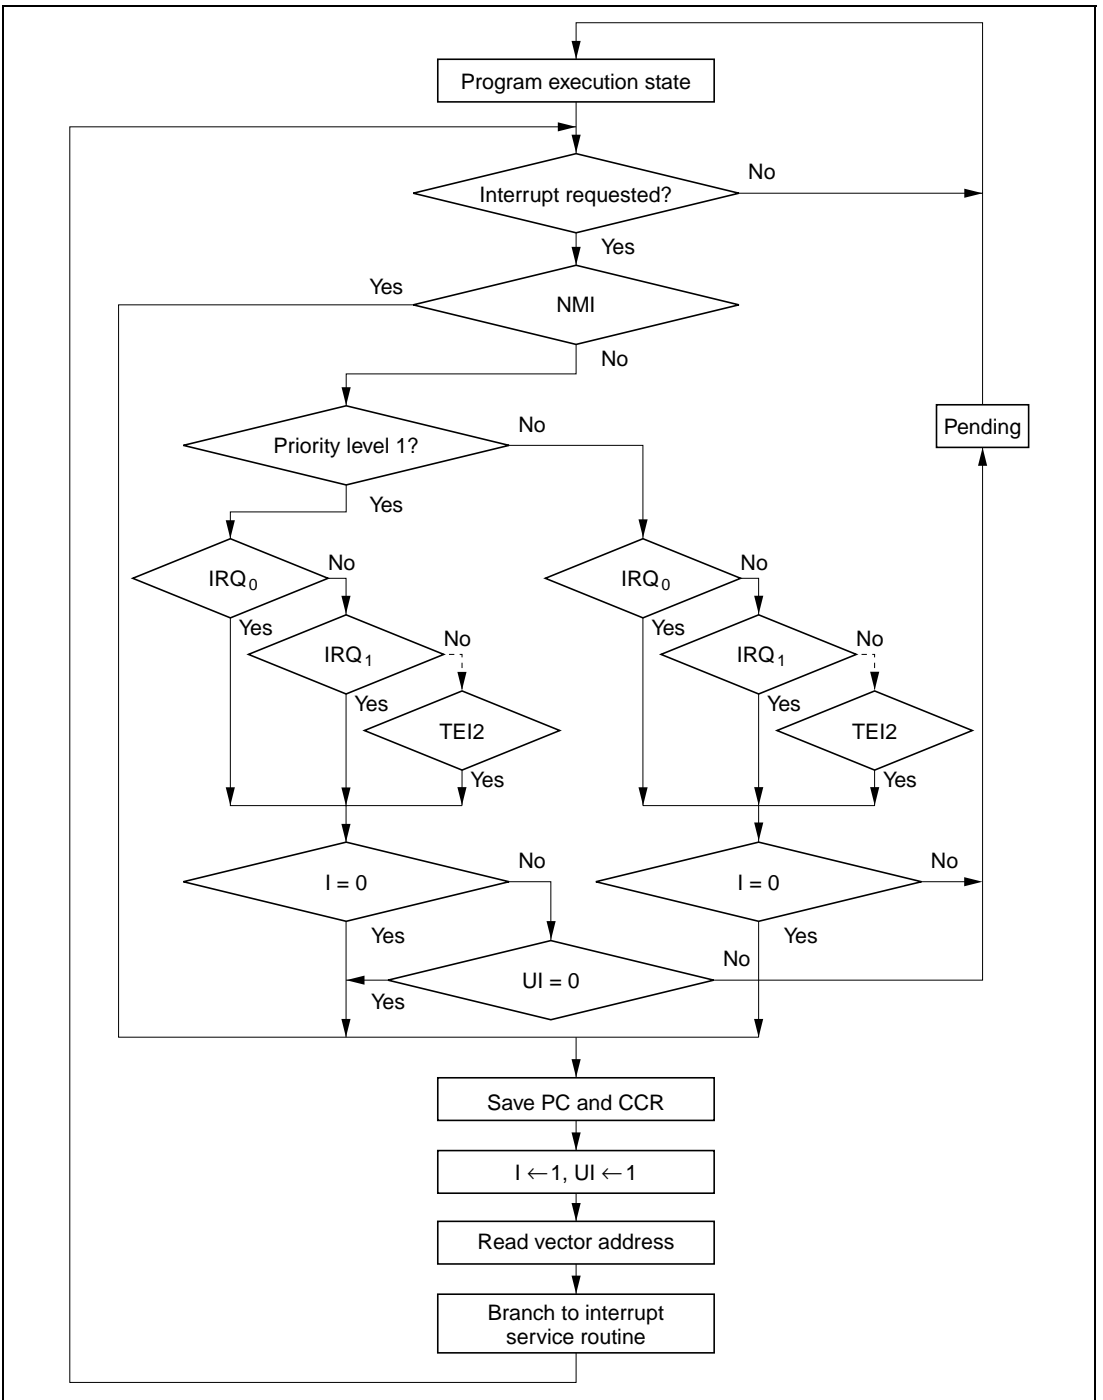 Program execution state
Interrupt requested?
No
Yes
Yes
NMI
No
Priority level 1?
No
Pending
Yes
IRQ0
No
IRQ0
No
Yes
IRQ1
No
Yes
IRQ1
No
Yes
TEI2
Yes
TEI2
Yes
Yes
I = 0
No
I = 0
No
Yes
Yes
UI = 0
No
Yes
Save PC and CCR
I ←1, UI ←1
Read vector address
Branch to interrupt
service routine